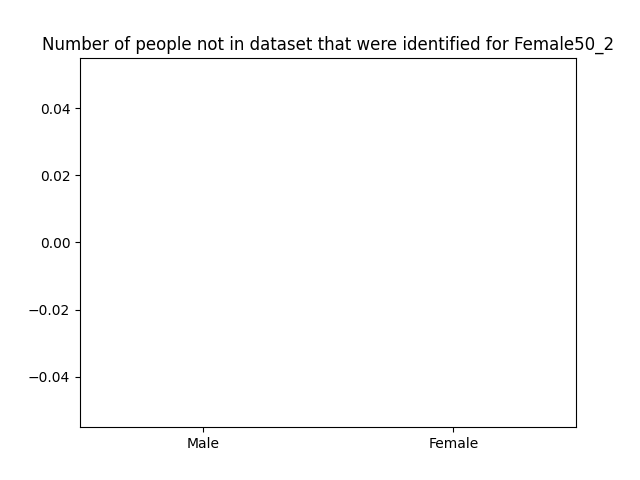 Number of people not in dataset that were identified for Female50_2
0.04
0.02
0.00
−0.02
−0.04
Male Female